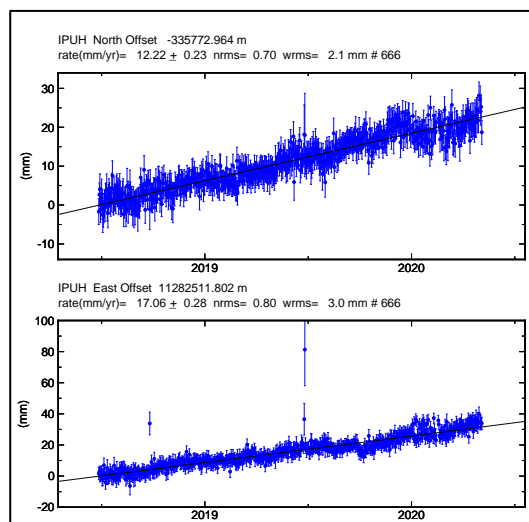 IPUH North Offset -335772.964 m
rate(mm/yr)= 12.22 ± 0.23 nrms= 0.70 wrms= 2.1 mm # 666
30
20
10
0
-10
(mm)
2019 2020
IPUH East Offset 11282511.802 m
rate(mm/yr)= 17.06 ± 0.28 nrms= 0.80 wrms= 3.0 mm # 666
100
80
60
40
20
0
-20
(mm)
2019 2020